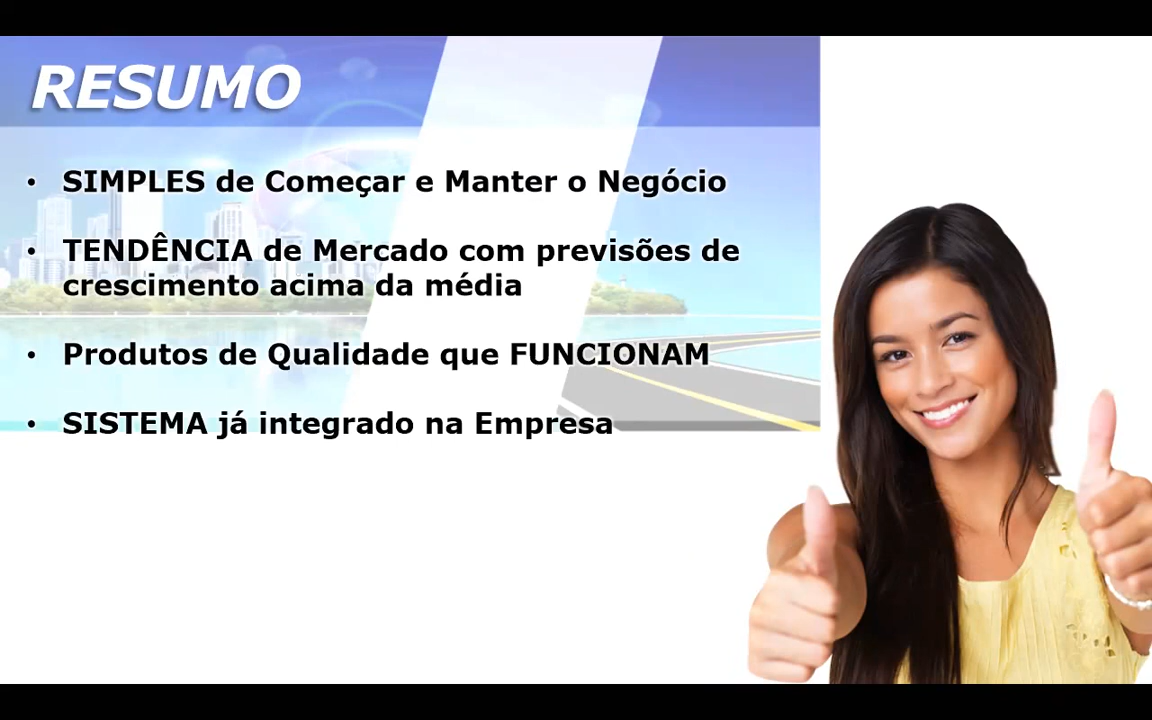 RESUMO
• SIMPLES de Começar e Manter o Negócio
• TENDÊNCIA de Mercado com previsões de
crescimento acima da média
• Produtos de Qualidade que FUNCIONAM
• SISTEMA já integrado na Empresa